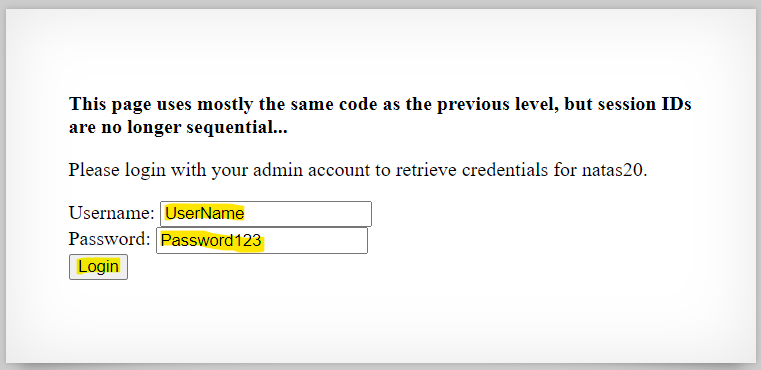 This page uses mostly the same code as the previous level, but session IDs
are no longer sequential...
Please login with your admin account to retrieve credentials for natas20.
Username: UserName
Password: Password123
Login